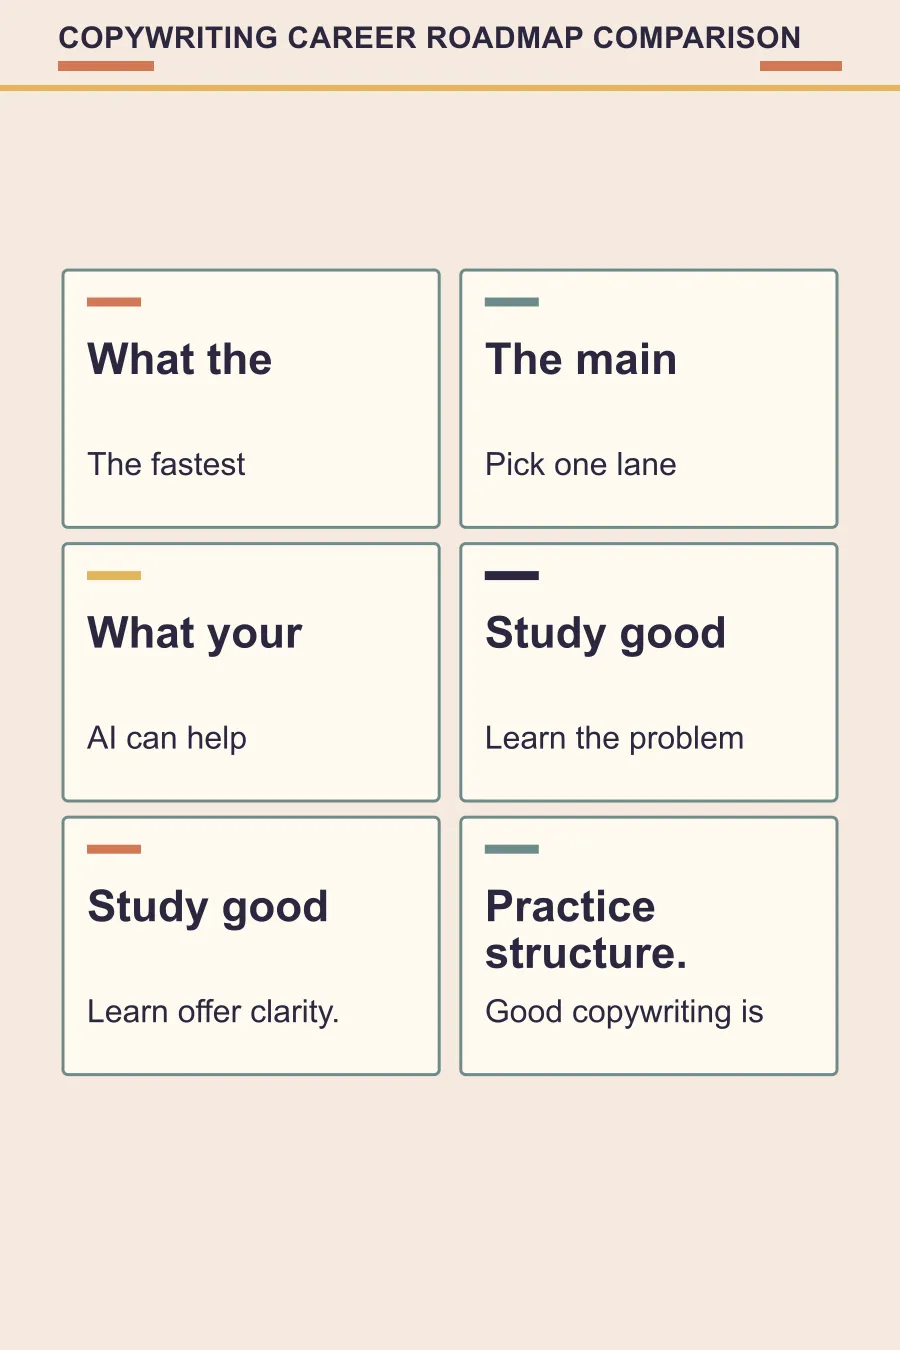 COPYWRITING CAREER ROADMAP COMPARISON
What the
The fastest
The main
Pick one lane
What your
AI can help
Study good
Learn the problem
Study good
Learn offer clarity.
Practice
structure.
Good copywriting is